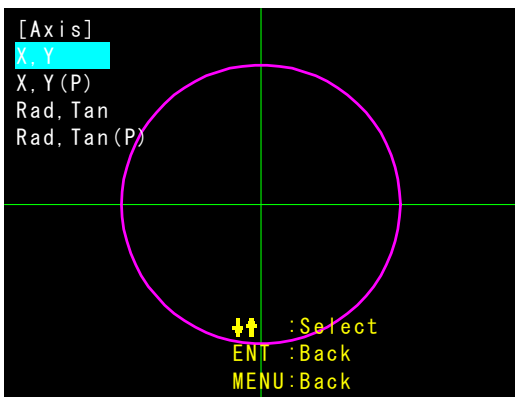 [Axis]
X,Y
X,Y(P)
Rad,Tan
Rad,Tan(P)
↓↑ :Select
ENT :Back
MENU:Back